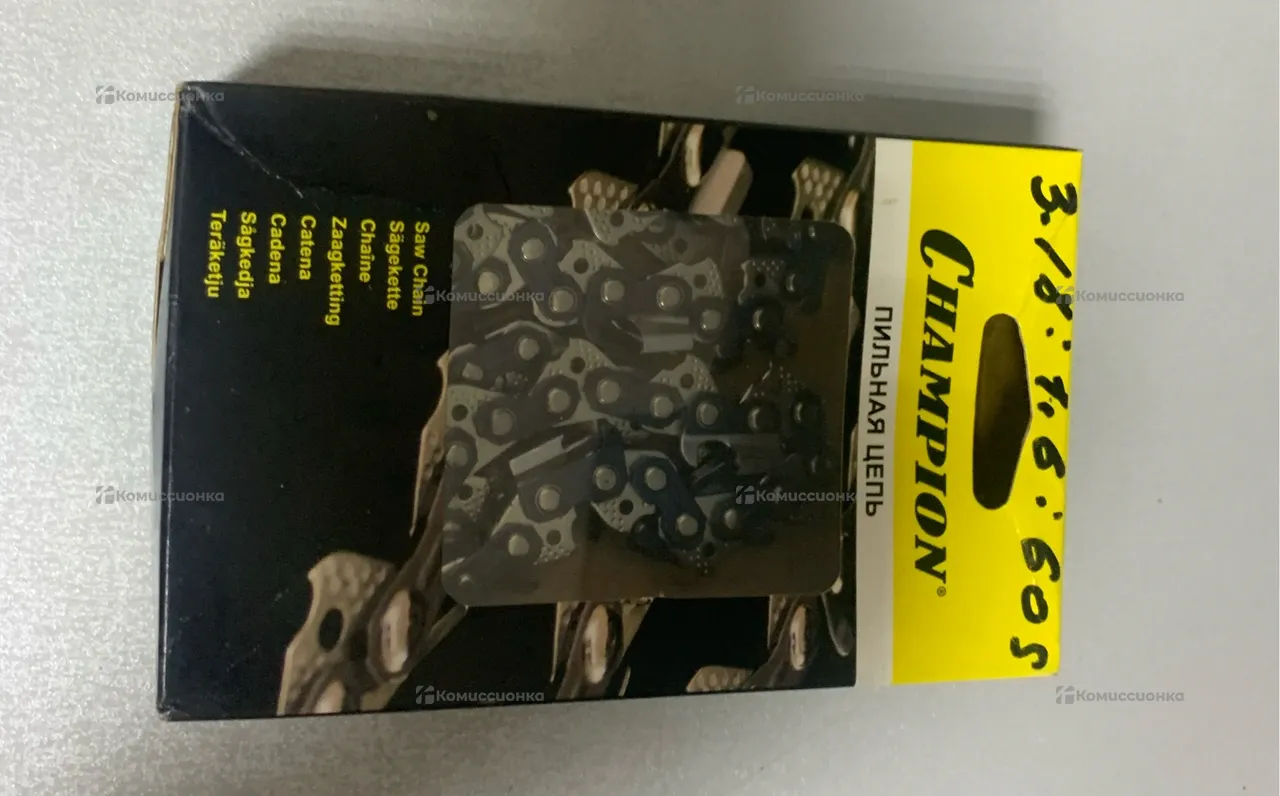 3.18. 1.6. 60S
CHAMPION®
ПИЛЬНАЯ ЦЕПЬ
Saw Chain
Sägekette
Chaîne
Zaagketting
Catena
Cadena
Sågkedja
Teräketju
Комиссионка
Комиссионка
Комиссионка
Комиссионка
Комиссионка
Комиссионка
Комиссионка
Комиссионка